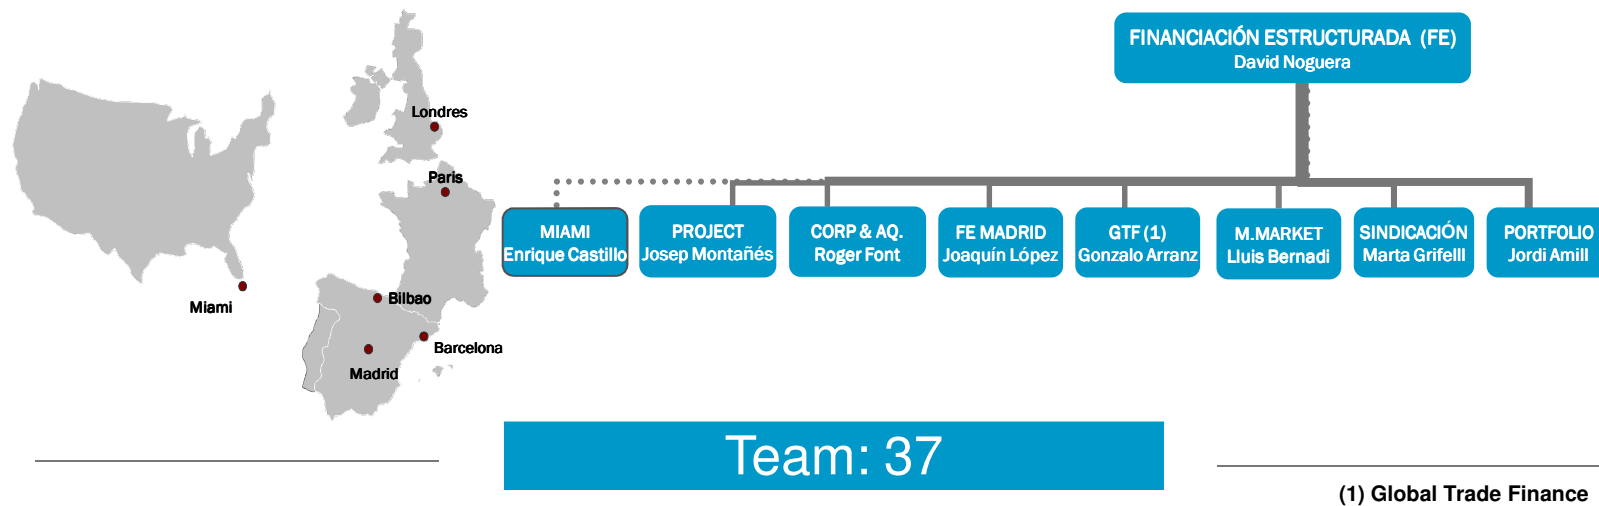 FINANCIACIÓN ESTRUCTURADA (FE)
David Noguera
Londres
Paris
Miami
Bilbao
Barcelona
Madrid
MIAMI
Enrique Castillo
PROJECT
Josep Montañés
CORP & AQ.
Roger Font
FE MADRID
Joaquín López
GTF (1)
Gonzalo Arranz
M.MARKET
Lluis Bernadi
SINDICACIÓN
Marta Grifelll
PORTFOLIO
Jordi Amill
Team: 37
(1) Global Trade Finance